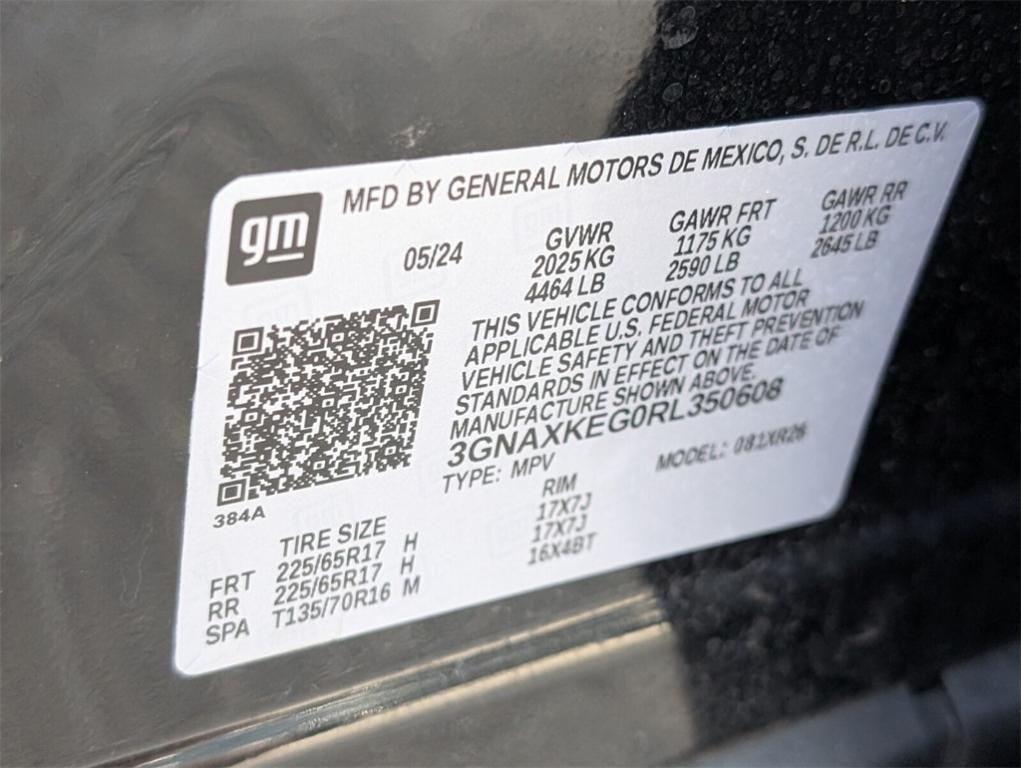 gm
MFD BY GENERAL MOTORS DE MEXICO, S. DE R.L. DE C.V.
05/24
GVWR
2025 KG
4464 LB
GAWR FRT
1175 KG
2590 LB
GAWR RR
1200 KG
2645 LB
THIS VEHICLE CONFORMS TO ALL
APPLICABLE U.S. FEDERAL MOTOR
VEHICLE SAFETY AND THEFT PREVENTION
STANDARDS IN EFFECT ON THE DATE OF
MANUFACTURE SHOWN ABOVE.
3GNAXKEG0RL350608
TYPE: MPV MODEL: 081XR26
384A
TIRE SIZE RIM
FRT 225/65R17 H 17X7J
RR 225/65R17 H 17X7J
SPA T135/70R16 M 16X4BT